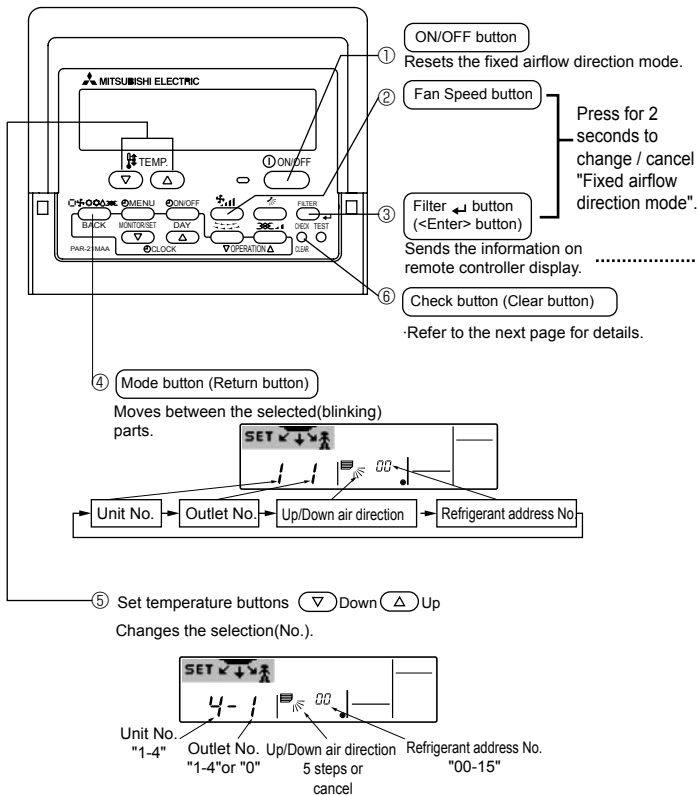 ① ON/OFF button
Resets the fixed airflow direction mode.
MITSUBISHI ELECTRIC
② Fan Speed button
Press for 2
seconds to
change / cancel
"Fixed airflow
direction mode".
TEMP.
ON/OFF
MENU
ON/OFF
FILTER
BACK
MONITOR/SET
DAY
CHECK TEST
PAR-21MAA
CLOCK
▽OPERATION△
CLEAR
③ Filter ↵ button
(<Enter> button)
Sends the information on
remote controller display.
⑥ Check button (Clear button)
·Refer to the next page for details.
④ Mode button (Return button)
Moves between the selected(blinking)
parts.
SET
1 1 00
Unit No. Outlet No. Up/Down air direction Refrigerant address No.
⑤ Set temperature buttons ▽ Down △ Up
Changes the selection(No.).
SET
4- 1 00
Unit No.
"1-4"
Outlet No.
"1-4"or "0"
Up/Down air direction
5 steps or
cancel
Refrigerant address No.
"00-15"